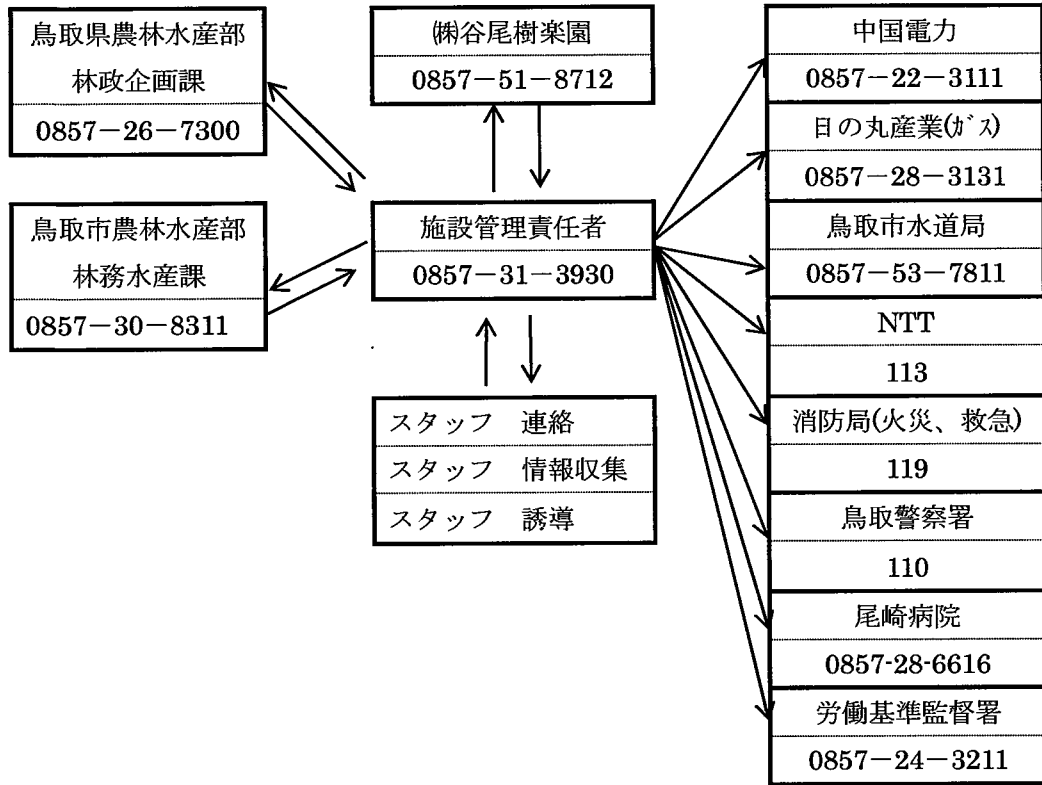 鳥取県農林水産部
林政企画課
0857－26－7300
㈱谷尾樹楽園
0857－51－8712
鳥取市農林水産部
林務水産課
0857－30－8311
施設管理責任者
0857－31－3930
スタッフ　連絡
スタッフ　情報収集
スタッフ　誘導
中国電力
0857－22－3111
日の丸産業(ｶﾞｽ)
0857－28－3131
鳥取市水道局
0857－53－7811
NTT
113
消防局(火災、救急)
119
鳥取警察署
110
尾崎病院
0857-28-6616
労働基準監督署
0857－24－3211